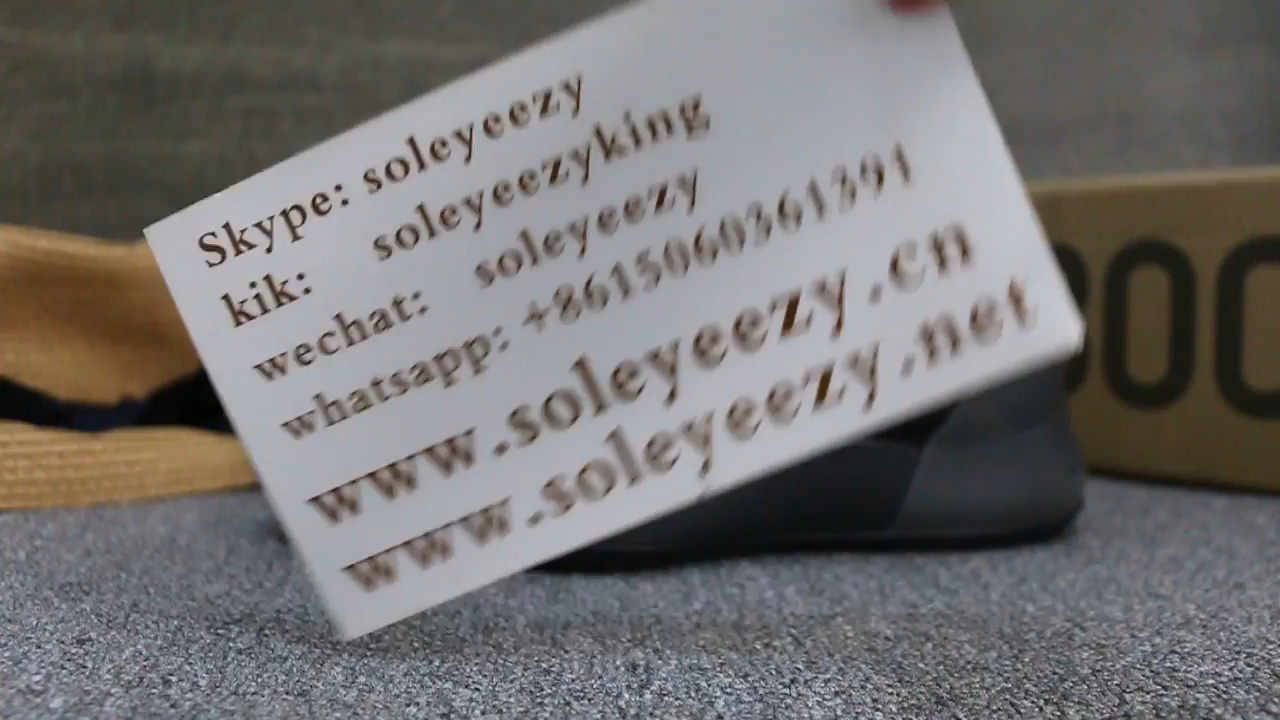 Skype: soleyeezy
kik: soleyeezyking
wechat: soleyeezy
whatsapp: +8615060361391
www.soleyeezy.cn
www.soleyeezy.net